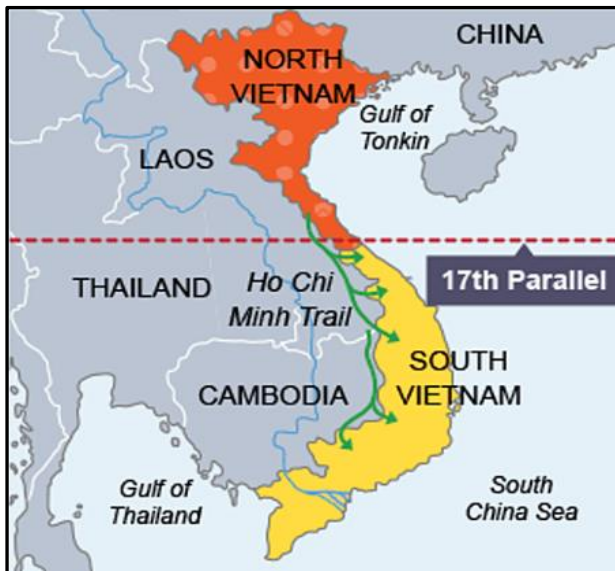 CHINA
NORTH
VIETNAM
Gulf of
Tonkin
LAOS
17th Parallel
THAILAND
Ho Chi
Minh Trail
SOUTH
VIETNAM
CAMBODIA
Gulf of
Thailand
South
China Sea